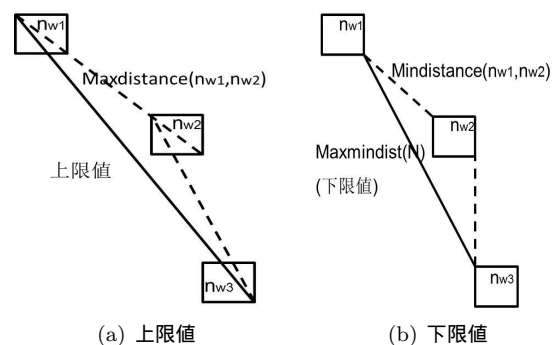 nw1
Maxdistance(nw1,nw2)
nw2
上限値
nw3
(a) 上限値
nw1
Mindistance(nw1,nw2)
nw2
Maxmindist(N)
(下限値)
nw3
(b) 下限値